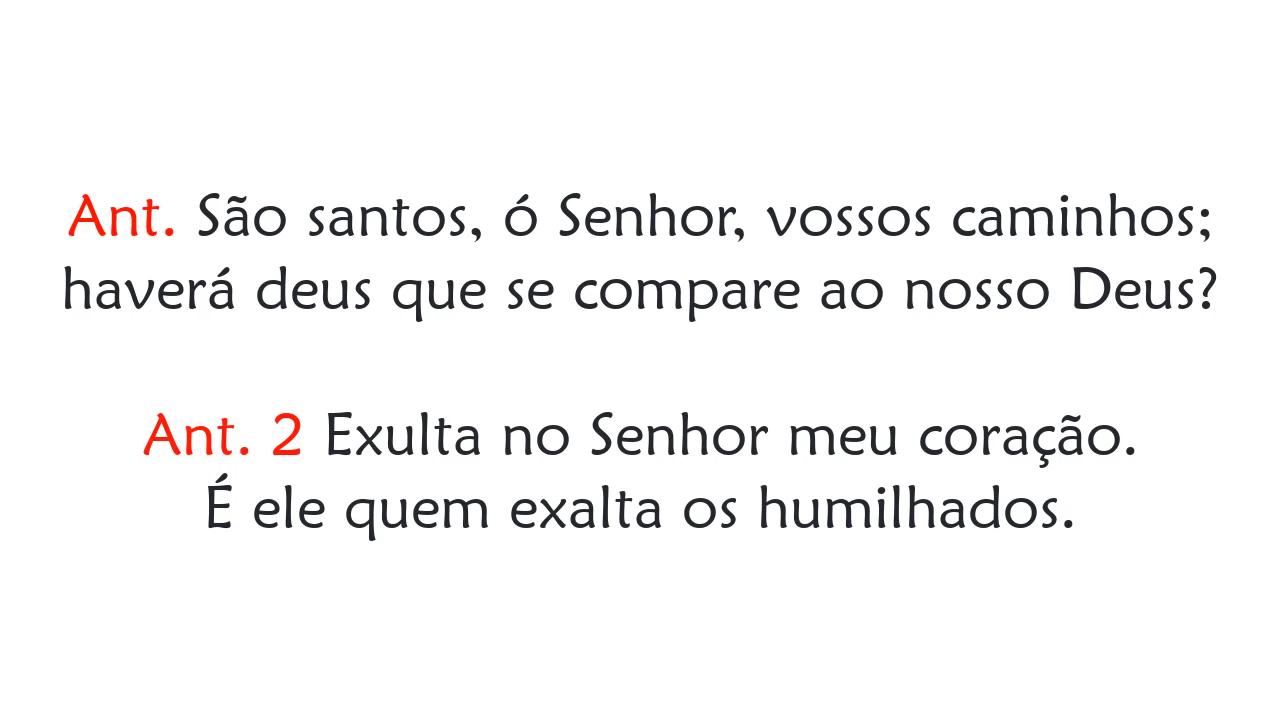 Ant. São santos, ó Senhor, vossos caminhos;
haverá deus que se compare ao nosso Deus?
Ant. 2 Exulta no Senhor meu coração.
É ele quem exalta os humilhados.